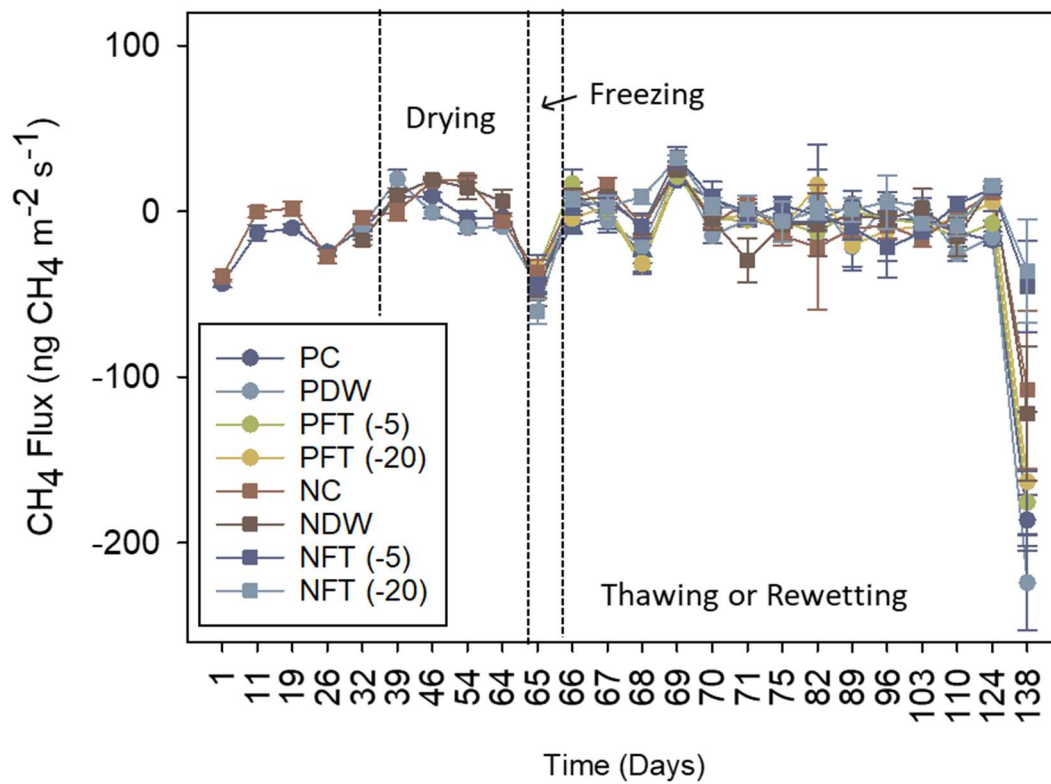 100
0
-100
-200
CH4 Flux (ng CH4 m-2 s-1)
Drying
Freezing
Thawing or Rewetting
PC
PDW
PFT (-5)
PFT (-20)
NC
NDW
NFT (-5)
NFT (-20)
1 11 19 26 32 39 46 54 64 65 66 67 68 69 70 71 75 82 89 96 103 110 124 138
Time (Days)